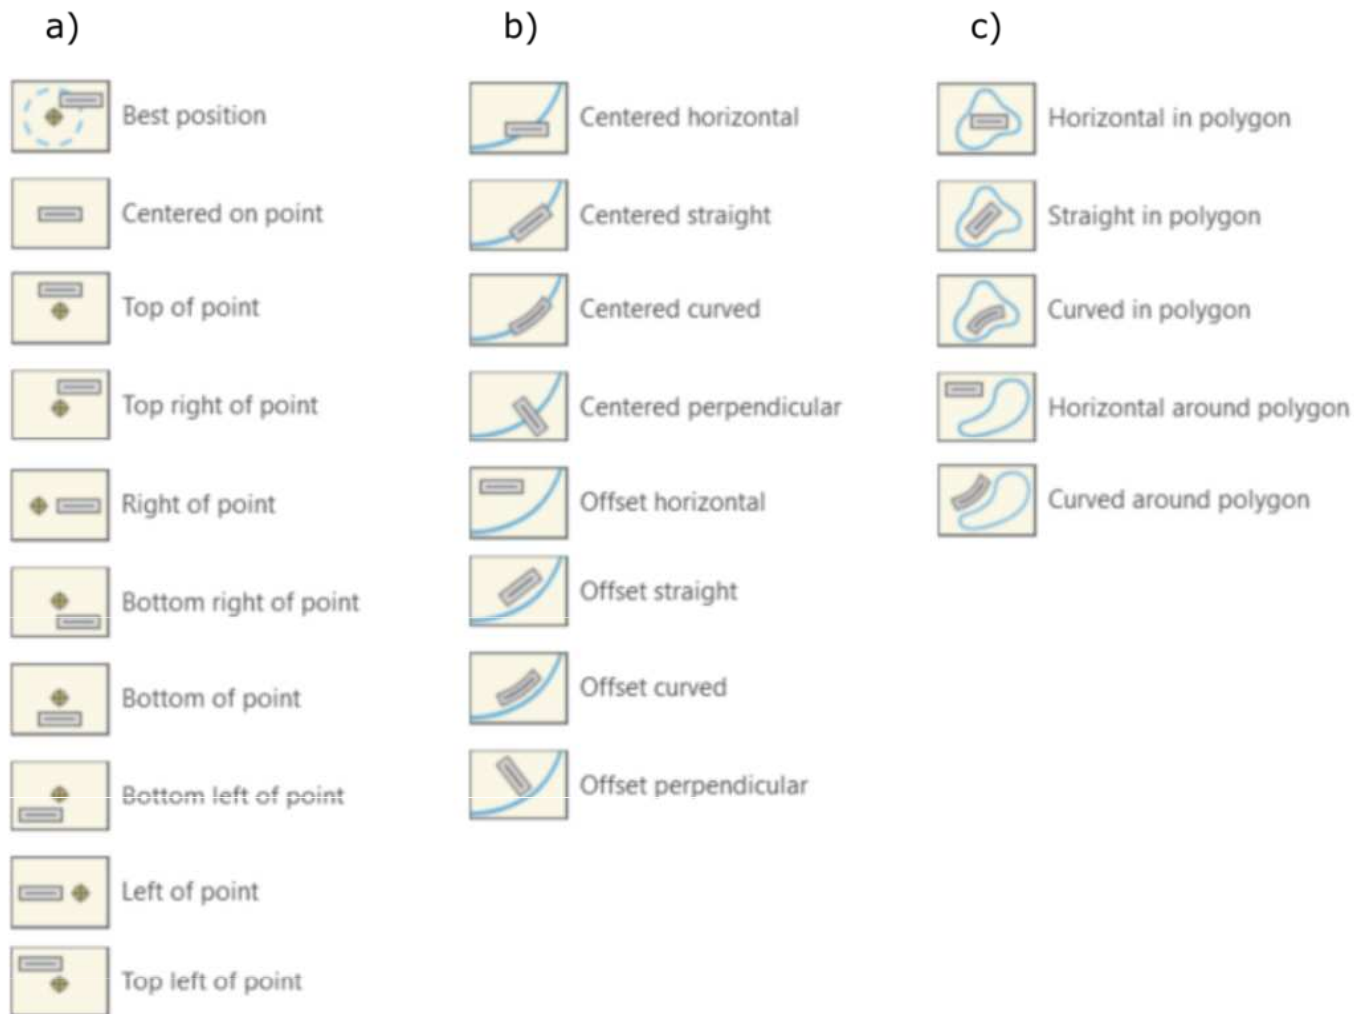 a)
Best position
Centered on point
Top of point
Top right of point
Right of point
Bottom right of point
Bottom of point
Bottom left of point
Left of point
Top left of point
b)
Centered horizontal
Centered straight
Centered curved
Centered perpendicular
Offset horizontal
Offset straight
Offset curved
Offset perpendicular
c)
Horizontal in polygon
Straight in polygon
Curved in polygon
Horizontal around polygon
Curved around polygon